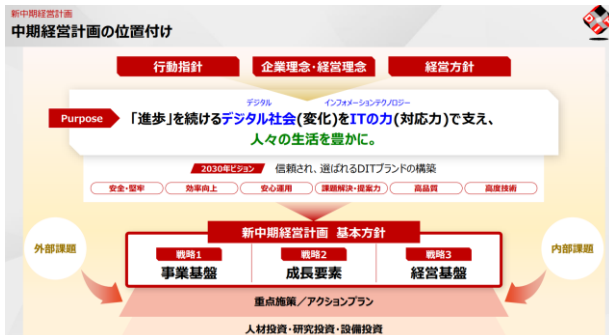 新中期経営計画
中期経営計画の位置付け
行動指針
企業理念・経営理念
経営方針
Purpose
デジタル
インフォメーションテクノロジー
「進歩」を続けるデジタル社会(変化)をITの力(対応力)で支え、
人々の生活を豊かに。
2030年ビジョン 信頼され、選ばれるDITブランドの構築
安全・堅牢
効率向上
安心運用
課題解決・提案力
高品質
高度技術
外部課題
内部課題
新中期経営計画 基本方針
戦略1
事業基盤
戦略2
成長要素
戦略3
経営基盤
重点施策/アクションプラン
人材投資・研究投資・設備投資